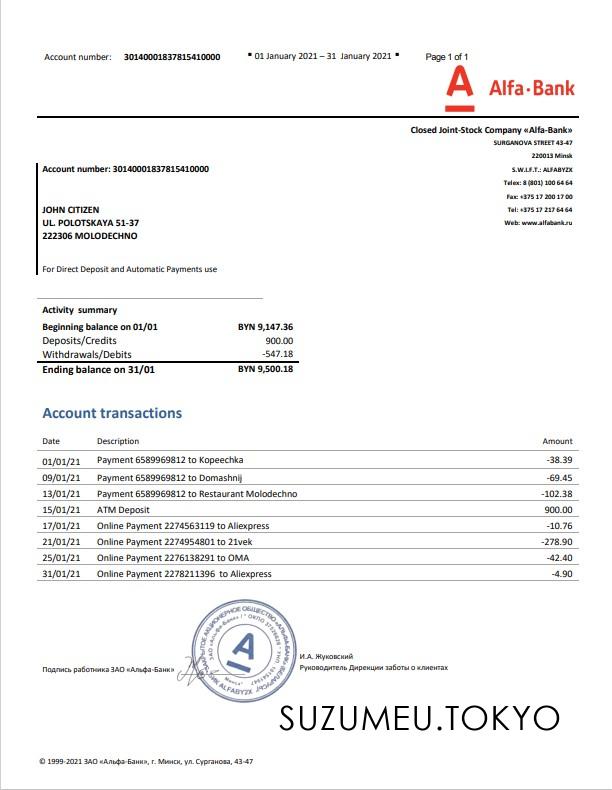 Account number: 30140001837815410000 ▪ 01 January 2021 – 31 January 2021 ▪ Page 1 of 1
Alfa·Bank
Closed Joint-Stock Company «Alfa-Bank»
SURGANOVA STREET 43-47
220013 Minsk
S.W.I.F.T.: ALFABYZX
Telex: 8 (801) 100 64 64
Fax: +375 17 200 17 00
Tel: +375 17 217 64 64
Web: www.alfabank.ru
Account number: 30140001837815410000
JOHN CITIZEN
UL. POLOTSKAYA 51-37
222306 MOLODECHNO
For Direct Deposit and Automatic Payments use
Activity summary
Beginning balance on 01/01 BYN 9,147.36
Deposits/Credits 900.00
Withdrawals/Debits -547.18
Ending balance on 31/01 BYN 9,500.18
Account transactions
Date Description Amount
01/01/21 Payment 6589969812 to Kopeechka -38.39
09/01/21 Payment 6589969812 to Domashnij -69.45
13/01/21 Payment 6589969812 to Restaurant Molodechno -102.38
15/01/21 ATM Deposit 900.00
17/01/21 Online Payment 2274563119 to Aliexpress -10.76
21/01/21 Online Payment 2274954801 to 21vek -278.90
25/01/21 Online Payment 2276138291 to OMA -42.40
31/01/21 Online Payment 2278211396 to Aliexpress -4.90
ЗАО «Альфа-Банк»
ALFABYZX
Подпись работника ЗАО «Альфа-Банк»
И.А. Жуковский
Руководитель Дирекции заботы о клиентах
SUZUMEU.TOKYO
© 1999-2021 ЗАО «Альфа-Банк», г. Минск, ул. Сурганова, 43-47